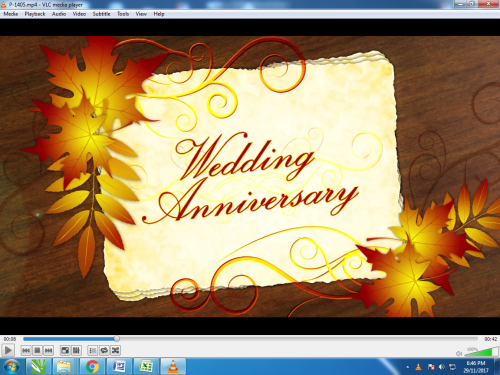 P-1405.mp4 - VLC media player
Media Playback Audio Video Subtitle Tools View Help
Wedding
Anniversary
00:08
00:42
100%
8:46 PM
29/11/2017